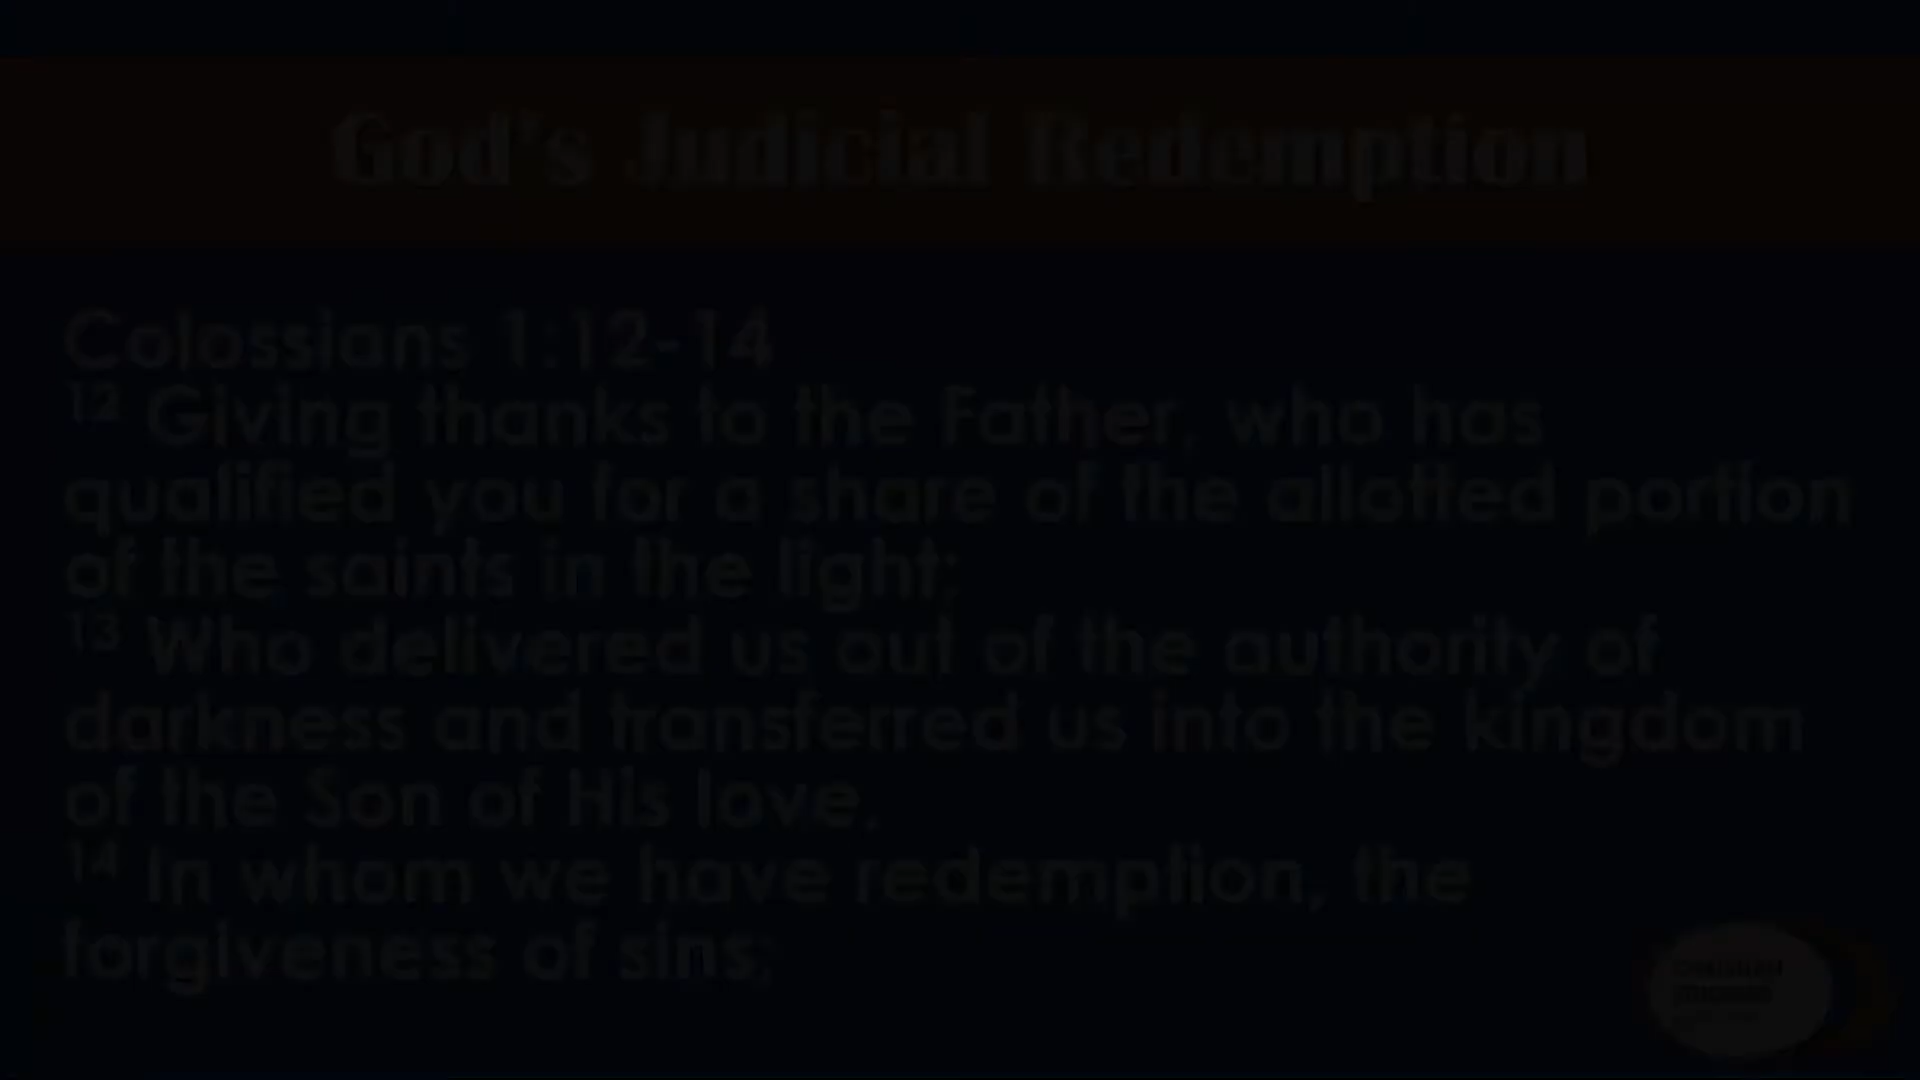 God's Judicial Redemption
Colossians 1:12-14
12 Giving thanks to the Father, who has
qualified you for a share of the allotted portion
of the saints in the light;
13 Who delivered us out of the authority of
darkness and transferred us into the kingdom
of the Son of His love,
14 In whom we have redemption, the
forgiveness of sins;